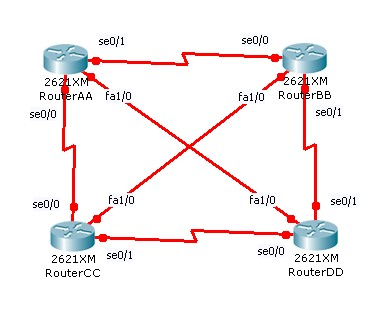 se0/1
se0/0
2621XM
RouterAA
2621XM
RouterBB
se0/0
fa1/0
fa1/0
se0/1
se0/0
fa1/0
fa1/0
se0/1
2621XM
RouterCC
se0/1
se0/0
2621XM
RouterDD